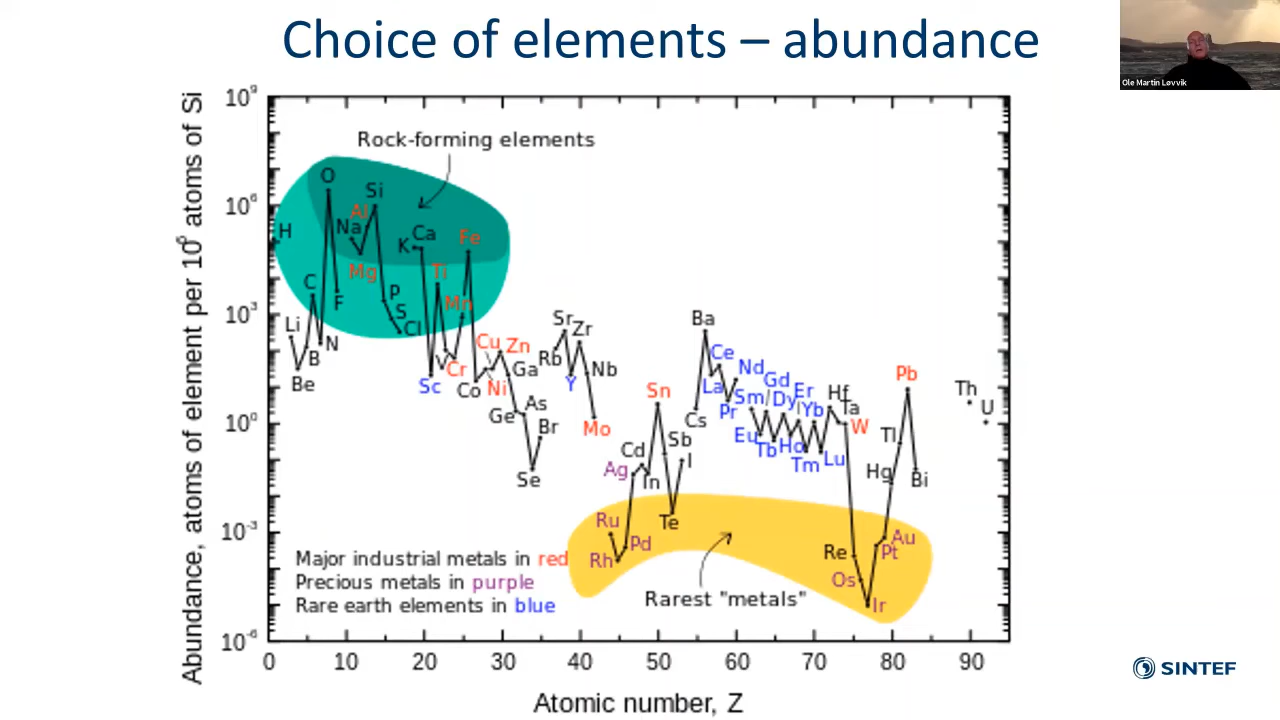 Choice of elements – abundance
Ole Martin Løvvik
Abundance, atoms of element per 10⁶ atoms of Si
10⁹
10⁶
10³
10⁰
10⁻³
10⁻⁶
Rock-forming elements
O
Si
Al
H
Na
Ca
K
Fe
Mg
Ti
C
F
P
Mn
S
Cl
Li
N
B
Be
V
Sc
Cr
Co
Cu
Ni
Zn
Ga
Ge
As
Br
Se
Sr
Zr
Rb
Y
Nb
Mo
Sn
Cd
Sb
Ag
In
I
Te
Ru
Pd
Rh
Ba
Ce
La
Nd
Pr
Sm
Gd
Eu
Dy
Tb
Er
Ho
Yb
Tm
Lu
Cs
Hf
Ta
W
Pb
Tl
Hg
Bi
Th
U
Re
Os
Ir
Pt
Au
Rarest "metals"
Major industrial metals in red
Precious metals in purple
Rare earth elements in blue
0 10 20 30 40 50 60 70 80 90
Atomic number, Z
SINTEF